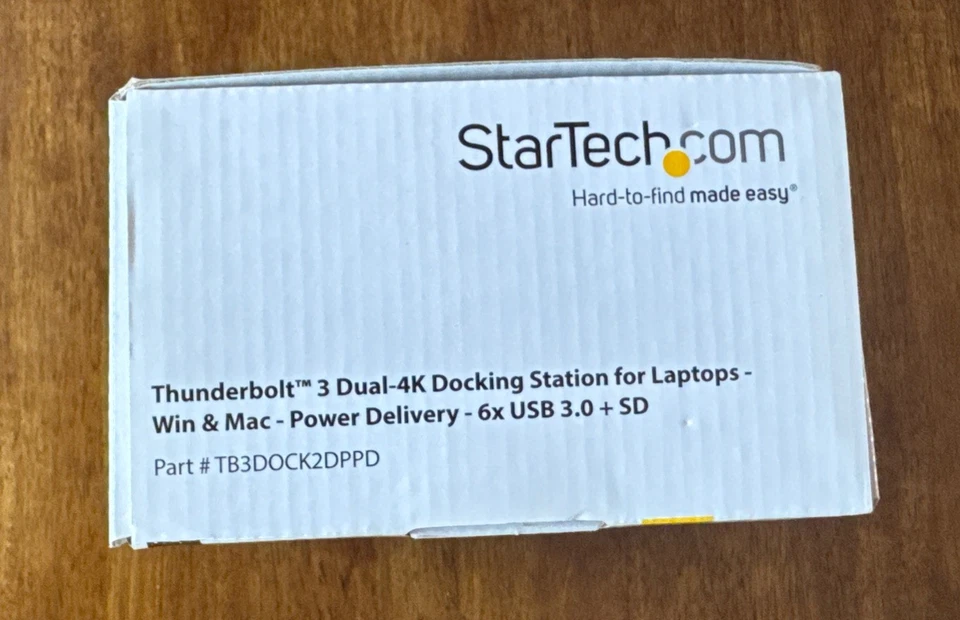 StarTech.com
Hard-to-find made easy®
Thunderbolt™ 3 Dual-4K Docking Station for Laptops -
Win & Mac - Power Delivery - 6x USB 3.0 + SD
Part # TB3DOCK2DPPD